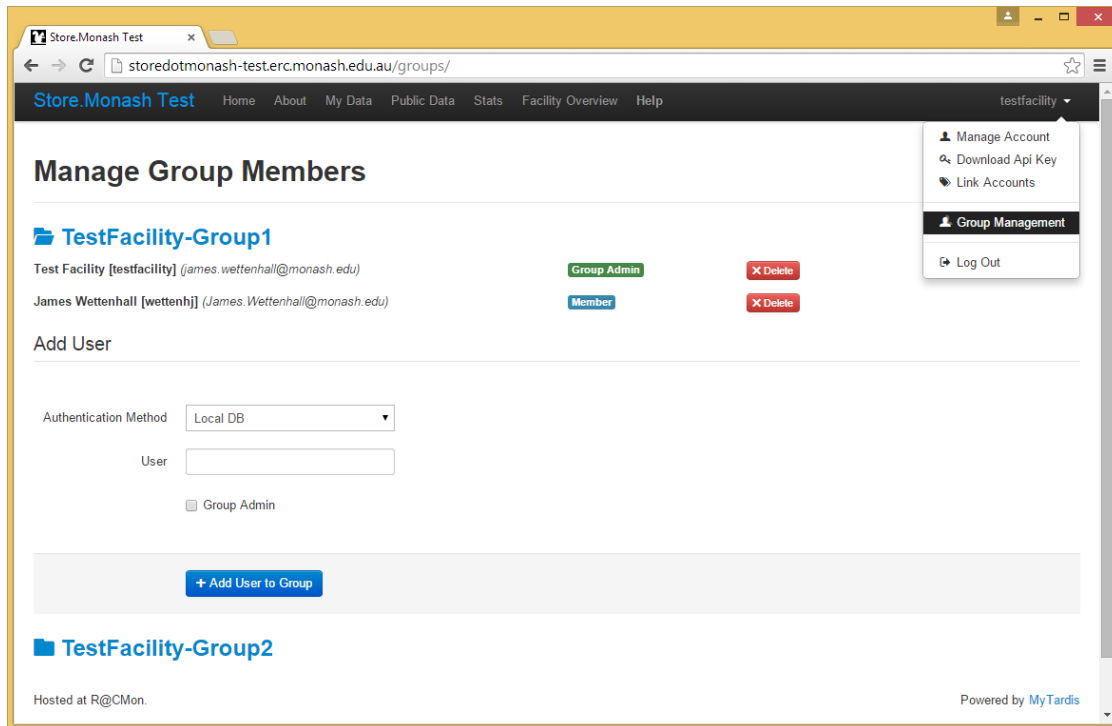 Store.Monash Test
storedotmonash-test.erc.monash.edu.au/groups/
Store.Monash Test Home About My Data Public Data Stats Facility Overview Help testfacility
Manage Account
Download Api Key
Link Accounts
Group Management
Log Out
Manage Group Members
TestFacility-Group1
Test Facility [testfacility] (james.wettenhall@monash.edu) Group Admin Delete
James Wettenhall [wettenhj] (James.Wettenhall@monash.edu) Member Delete
Add User
Authentication Method Local DB
User
Group Admin
+ Add User to Group
TestFacility-Group2
Hosted at R@CMon. Powered by MyTardis